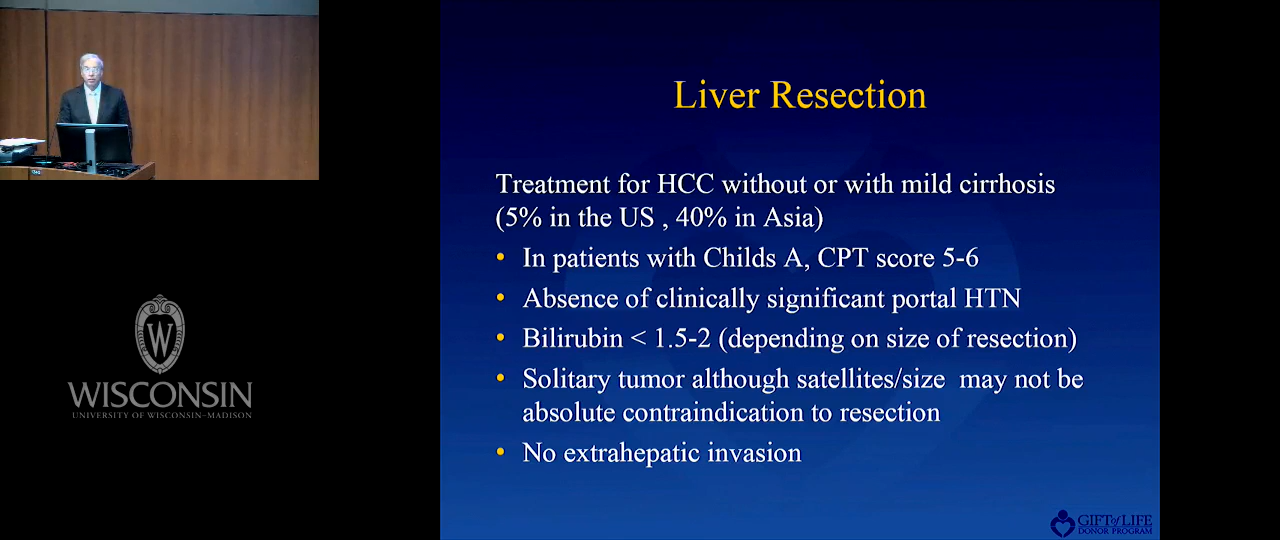 Liver Resection
Treatment for HCC without or with mild cirrhosis
(5% in the US , 40% in Asia)
• In patients with Childs A, CPT score 5-6
• Absence of clinically significant portal HTN
• Bilirubin < 1.5-2 (depending on size of resection)
• Solitary tumor although satellites/size may not be
absolute contraindication to resection
• No extrahepatic invasion
W
WISCONSIN
UNIVERSITY OF WISCONSIN–MADISON
GIFT of LIFE
DONOR PROGRAM